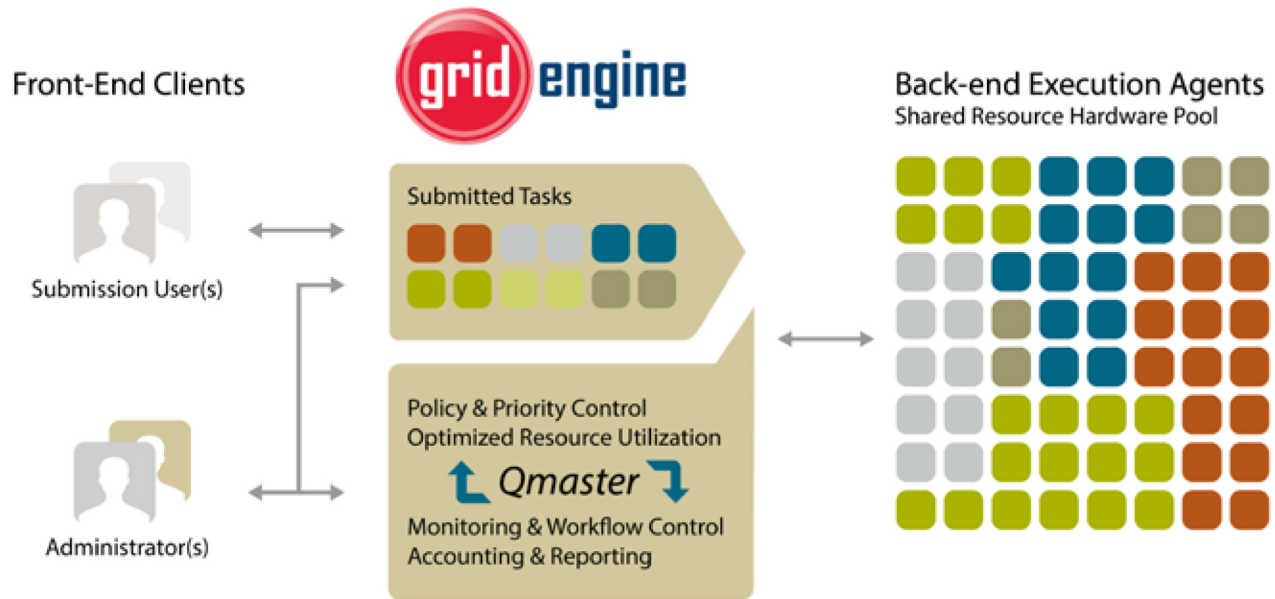 grid engine
Front-End Clients
Submission User(s)
Administrator(s)
Submitted Tasks
Policy & Priority Control
Optimized Resource Utilization
Qmaster
Monitoring & Workflow Control
Accounting & Reporting
Back-end Execution Agents
Shared Resource Hardware Pool